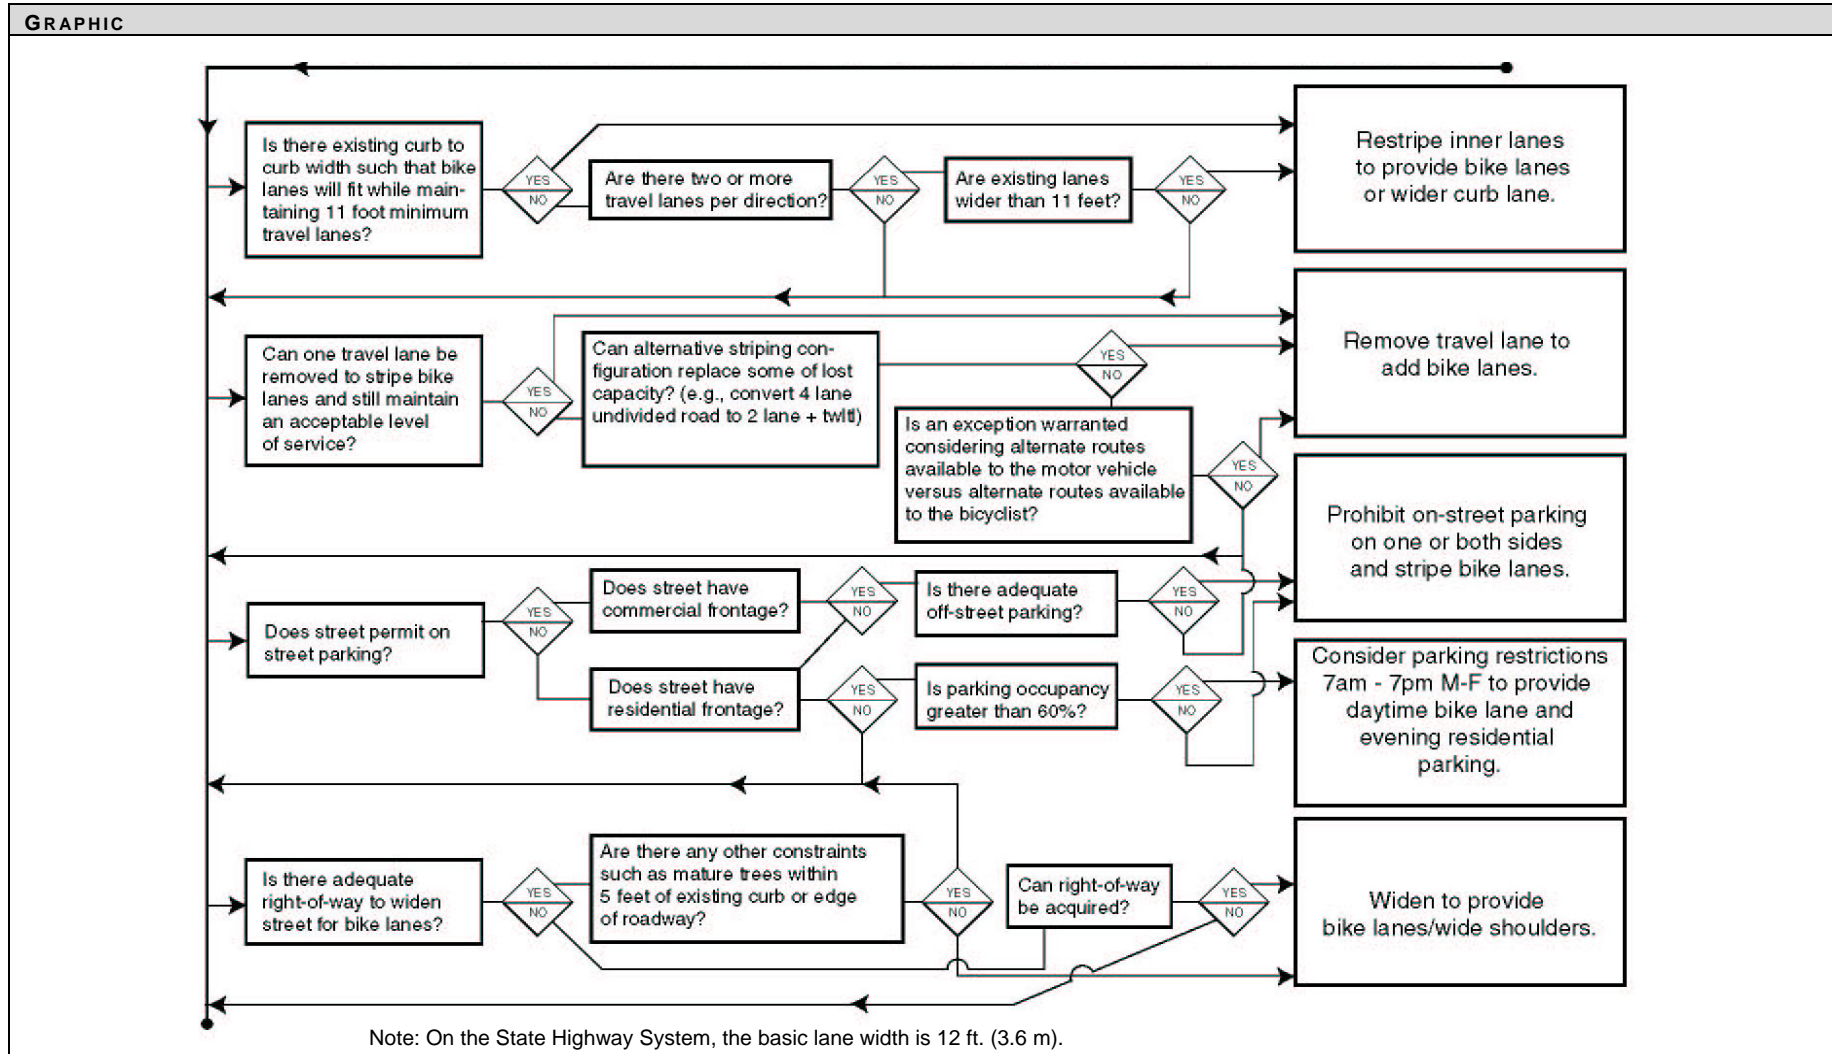 GRAPHIC
Is there existing curb to
curb width such that bike
lanes will fit while main-
taining 11 foot minimum
travel lanes?
YES
NO
Are there two or more
travel lanes per direction?
YES
NO
Are existing lanes
wider than 11 feet?
YES
NO
Restripe inner lanes
to provide bike lanes
or wider curb lane.
Can one travel lane be
removed to stripe bike
lanes and still maintain
an acceptable level
of service?
YES
NO
Can alternative striping con-
figuration replace some of lost
capacity? (e.g., convert 4 lane
undivided road to 2 lane + twltl)
YES
NO
Is an exception warranted
considering alternate routes
available to the motor vehicle
versus alternate routes available
to the bicyclist?
YES
NO
Remove travel lane to
add bike lanes.
Does street permit on
street parking?
YES
NO
Does street have
commercial frontage?
YES
NO
Is there adequate
off-street parking?
YES
NO
Prohibit on-street parking
on one or both sides
and stripe bike lanes.
Does street have
residential frontage?
YES
NO
Is parking occupancy
greater than 60%?
YES
NO
Consider parking restrictions
7am - 7pm M-F to provide
daytime bike lane and
evening residential
parking.
Is there adequate
right-of-way to widen
street for bike lanes?
YES
NO
Are there any other constraints
such as mature trees within
5 feet of existing curb or edge
of roadway?
YES
NO
Can right-of-way
be acquired?
YES
NO
Widen to provide
bike lanes/wide shoulders.
Note: On the State Highway System, the basic lane width is 12 ft. (3.6 m).